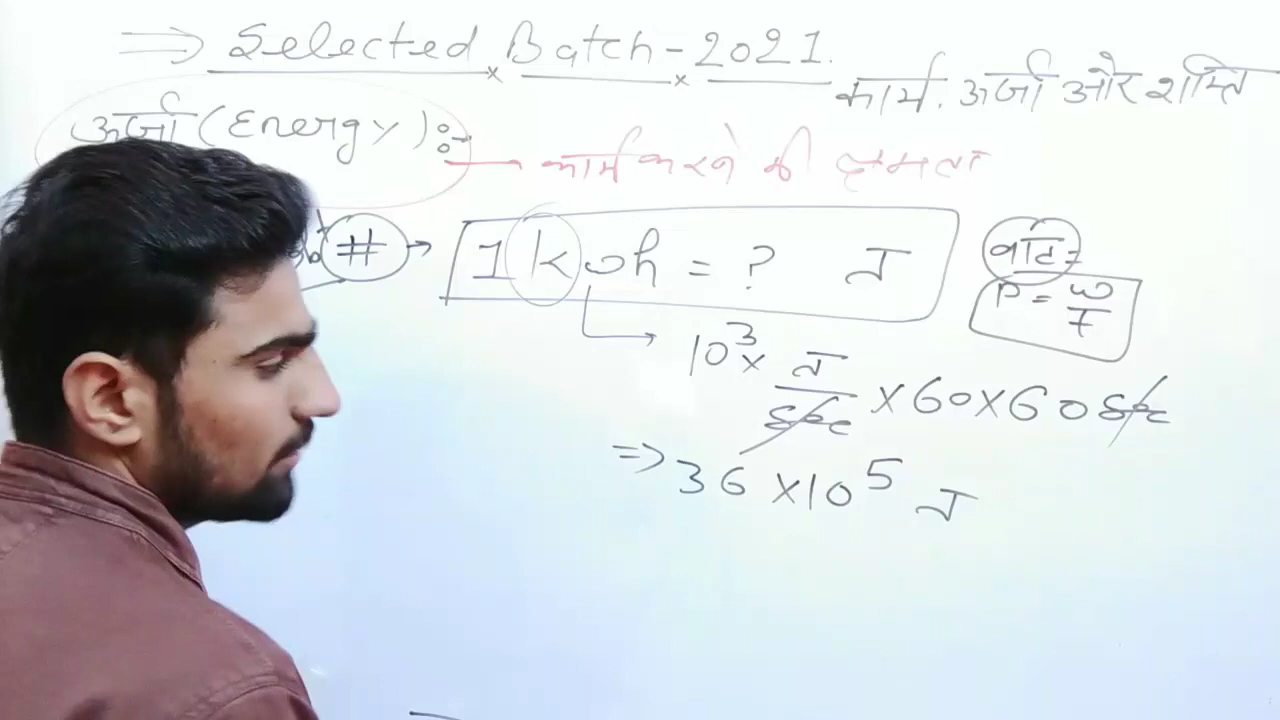 ⇒ Selected Batch - 2021.
कार्य. ऊर्जा और शक्ति
ऊर्जा (Energy) :-
कार्य करने की क्षमता
# → 1 kwh = ? J
वाट =
P = w/T
10³ × J/sec × 60 × 60 sec
⇒ 36 × 10⁵ J